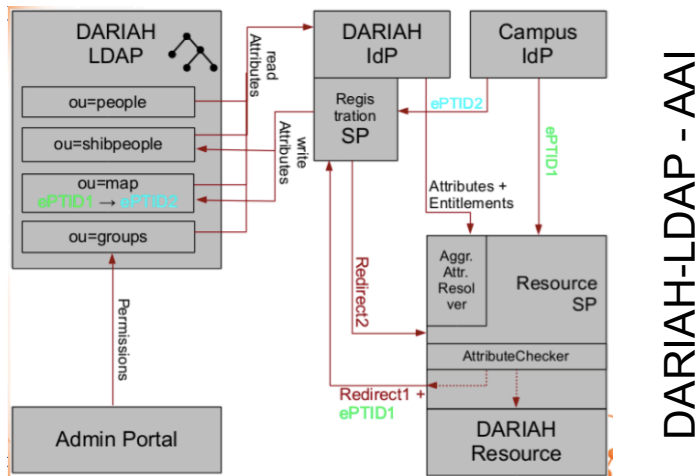 DARIAH
LDAP
ou=people
ou=shibpeople
ou=map
ePTID1 → ePTID2
ou=groups
read
Attributes
write
Attributes
Permissions
Admin Portal
DARIAH
IdP
Regis
tration
SP
Campus
IdP
ePTID2
ePTID1
Attributes +
Entitlements
Redirect2
Aggr.
Attr.
Resol
ver
Resource
SP
AttributeChecker
Redirect1 +
ePTID1
DARIAH
Resource
DARIAH-LDAP - AAI